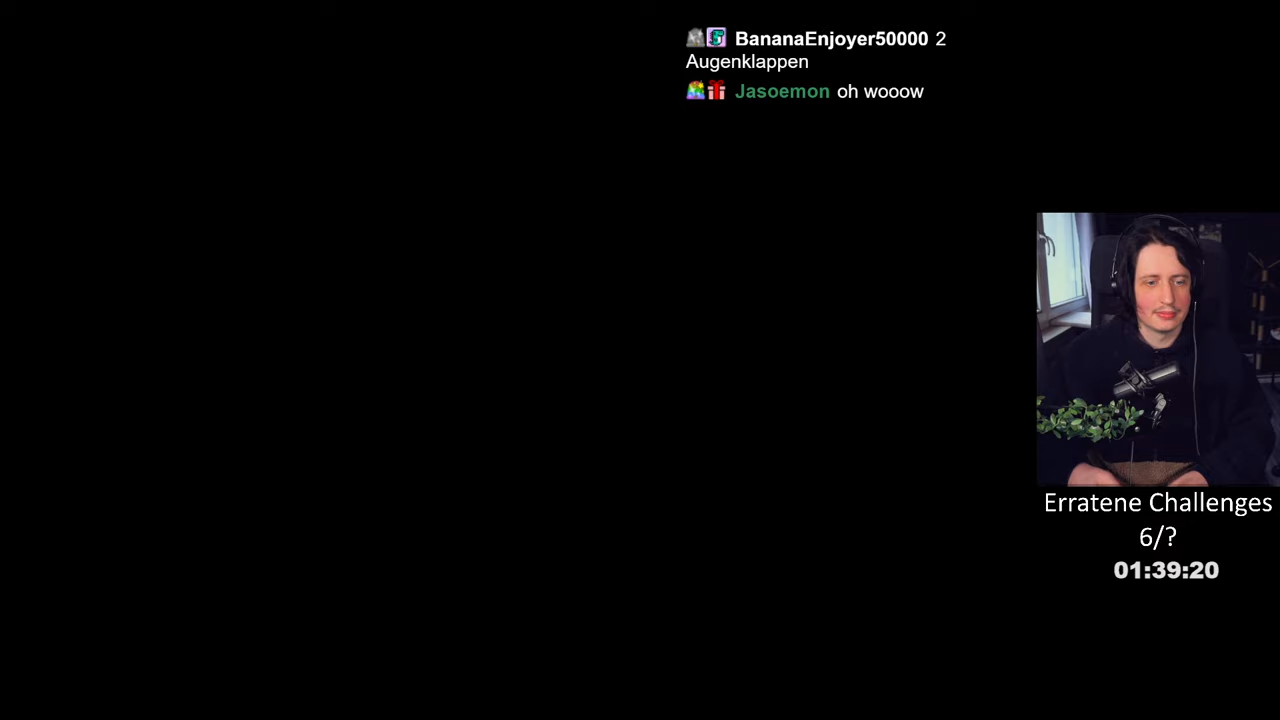 BananaEnjoyer50000 2
Augenklappen
Jasoemon oh wooow
Erratene Challenges
6/?
01:39:20